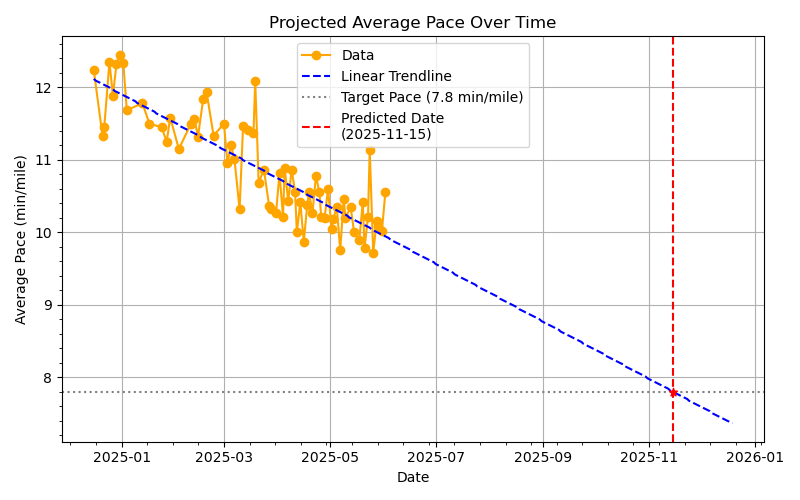 Projected Average Pace Over Time
Data
Linear Trendline
Target Pace (7.8 min/mile)
Predicted Date
(2025-11-15)
Average Pace (min/mile)
12
11
10
9
8
2025-01 2025-03 2025-05 2025-07 2025-09 2025-11 2026-01
Date